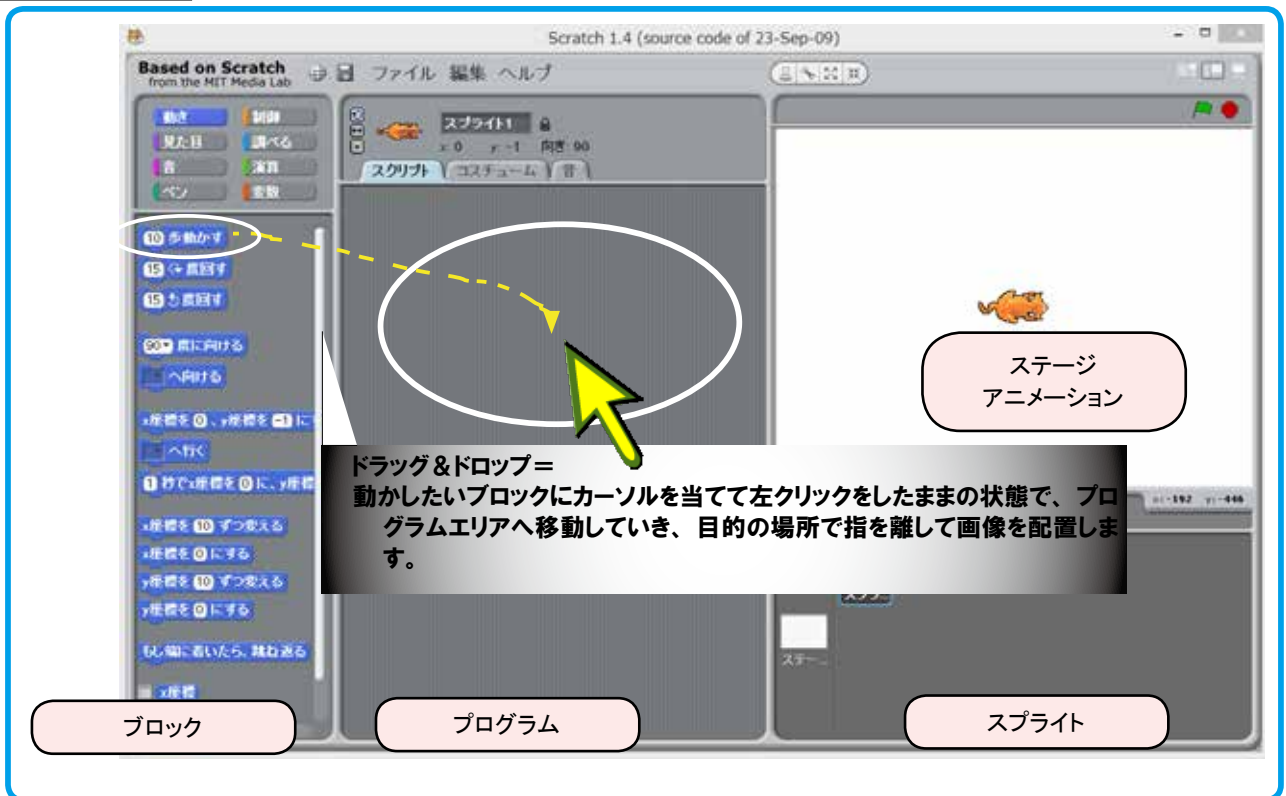 Scratch 1.4 (source code of 23-Sep-09)
Based on Scratch
from the MIT Media Lab
ファイル 編集 ヘルプ
動き 制御
見た目 調べる
音 演算
ペン 変数
スプライト1
x: 0 y: -1 向き: 90
スクリプト コスチューム 音
10 歩動かす
15 度回す
15 度回す
90 度に向ける
へ向ける
x座標を 0 、y座標を -1 に
へ行く
1 秒でx座標を 0 に、y座標
x座標を 10 ずつ変える
x座標を 0 にする
y座標を 10 ずつ変える
y座標を 0 にする
もし端に着いたら、跳ね返る
x座標
ステージ
アニメーション
ドラッグ&ドロップ=
動かしたいブロックにカーソルを当てて左クリックをしたままの状態で、プロ
グラムエリアへ移動していき、目的の場所で指を離して画像を配置しま
す。
x: -192 y: -446
ステー...
ブロック
プログラム
スプライト